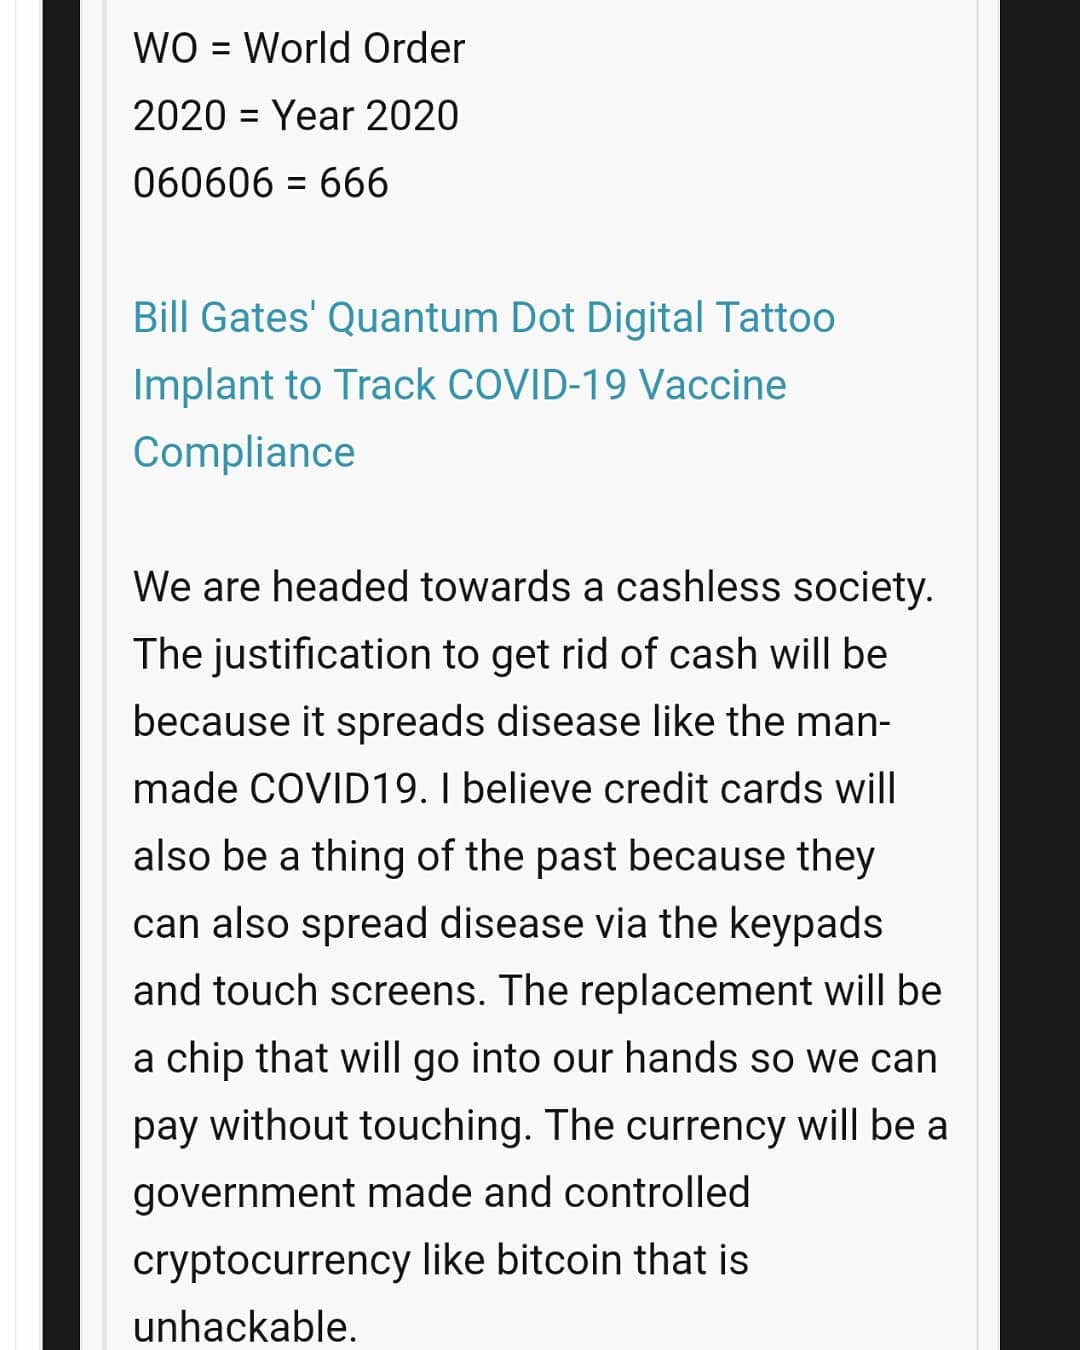 WO = World Order
2020 = Year 2020
060606 = 666
Bill Gates' Quantum Dot Digital Tattoo
Implant to Track COVID-19 Vaccine
Compliance
We are headed towards a cashless society.
The justification to get rid of cash will be
because it spreads disease like the man-
made COVID19. I believe credit cards will
also be a thing of the past because they
can also spread disease via the keypads
and touch screens. The replacement will be
a chip that will go into our hands so we can
pay without touching. The currency will be a
government made and controlled
cryptocurrency like bitcoin that is
unhackable.